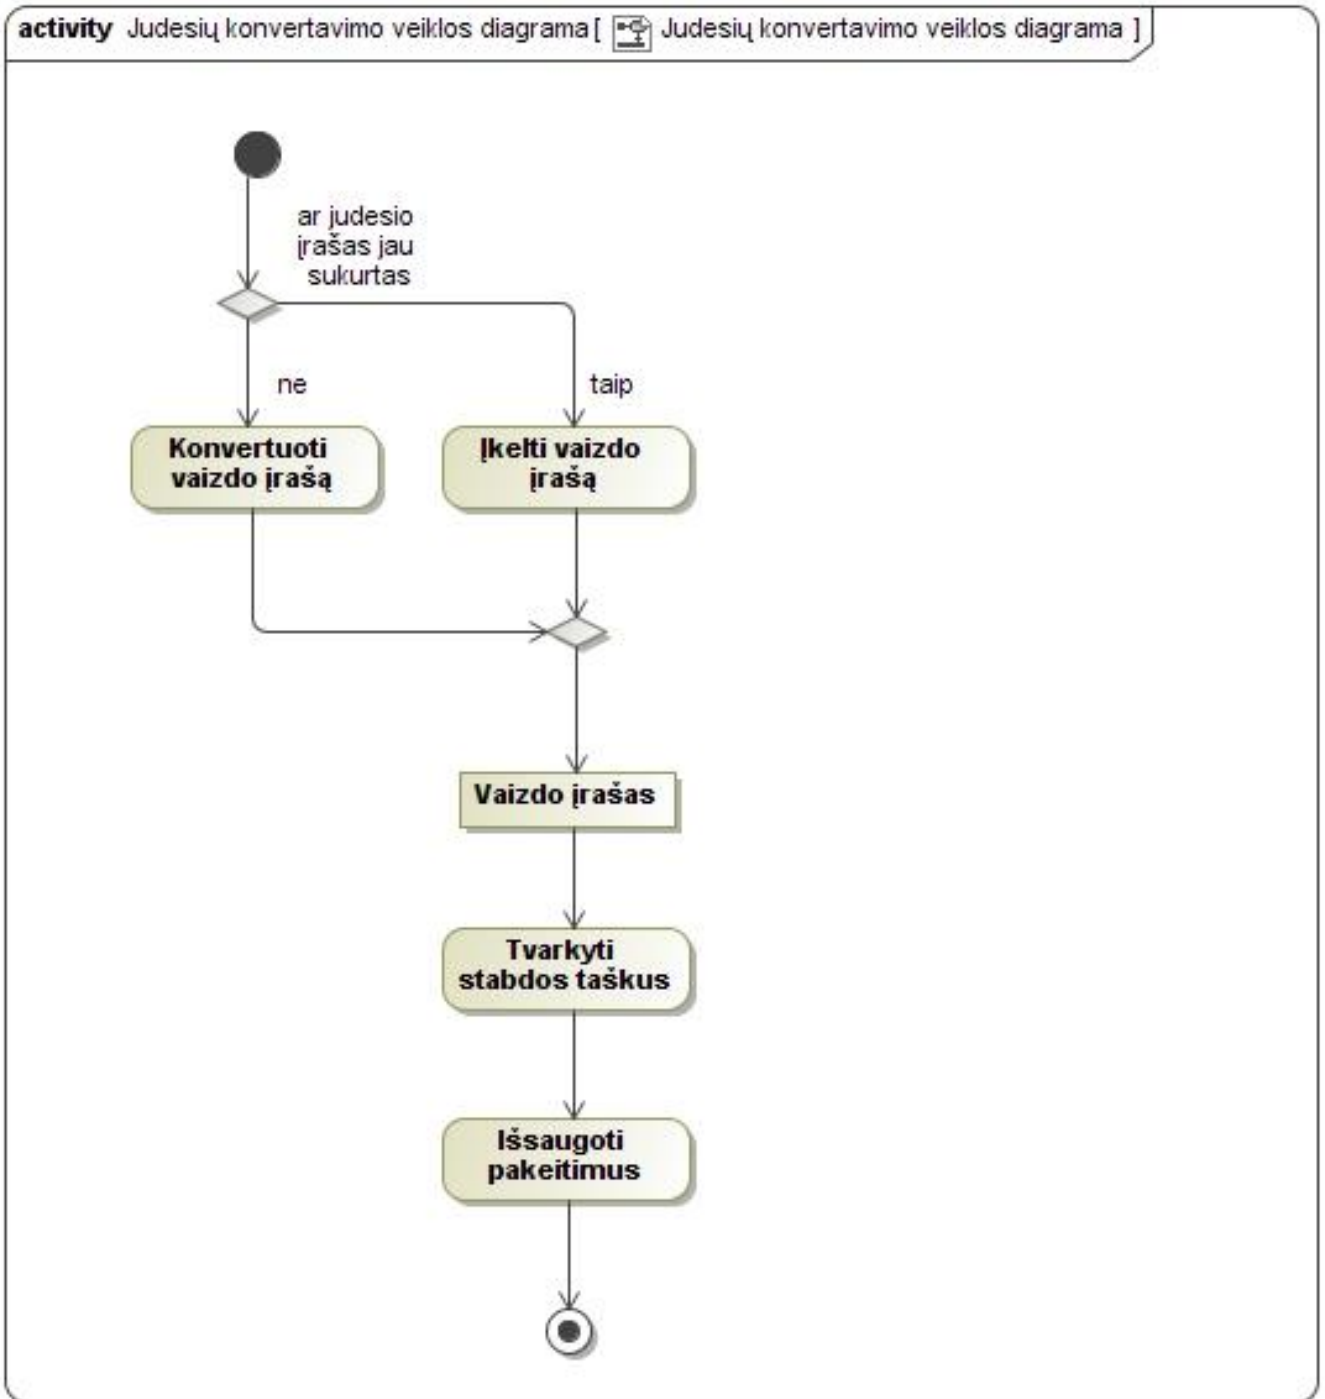 activity Judesių konvertavimo veiklos diagrama [ Judesių konvertavimo veiklos diagrama ]
ar judesio
įrašas jau
sukurtas
ne
taip
Konvertuoti
vaizdo įrašą
Įkelti vaizdo
įrašą
Vaizdo įrašas
Tvarkyti
stabdos taškus
Išsaugoti
pakeitimus